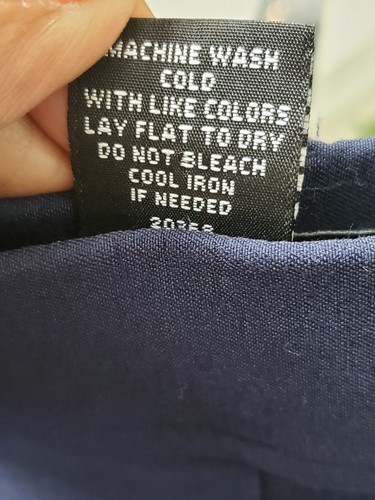 MACHINE WASH
COLD
WITH LIKE COLORS
LAY FLAT TO DRY
DO NOT BLEACH
COOL IRON
IF NEEDED